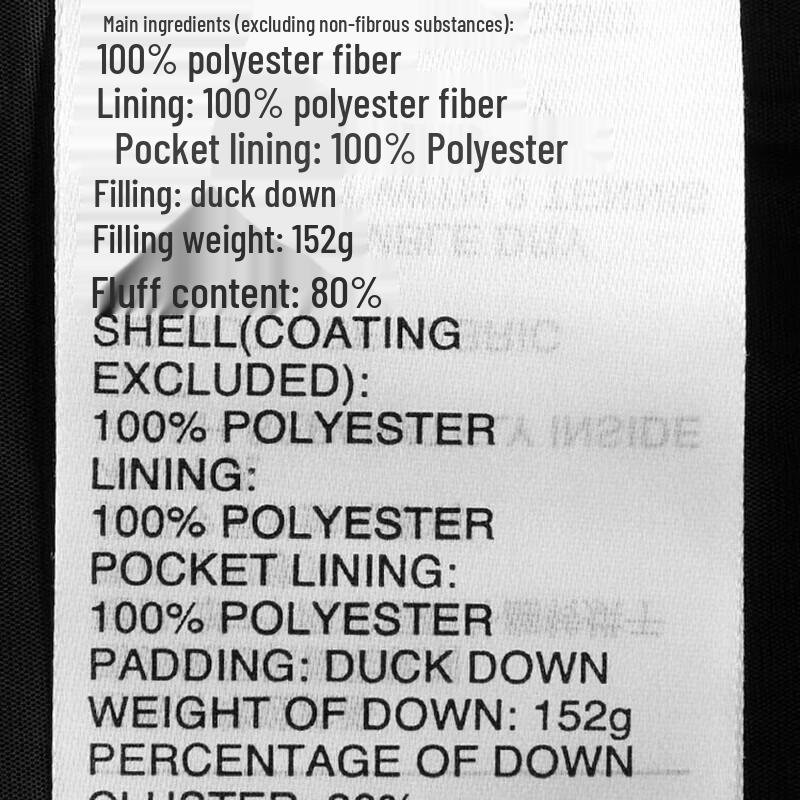 Main ingredients (excluding non-fibrous substances):
100% polyester fiber
Lining: 100% polyester fiber
Pocket lining: 100% Polyester
Filling: duck down
Filling weight: 152g
Fluff content: 80%
SHELL(COATING
EXCLUDED):
100% POLYESTER
LINING:
100% POLYESTER
POCKET LINING:
100% POLYESTER
PADDING: DUCK DOWN
WEIGHT OF DOWN: 152g
PERCENTAGE OF DOWN